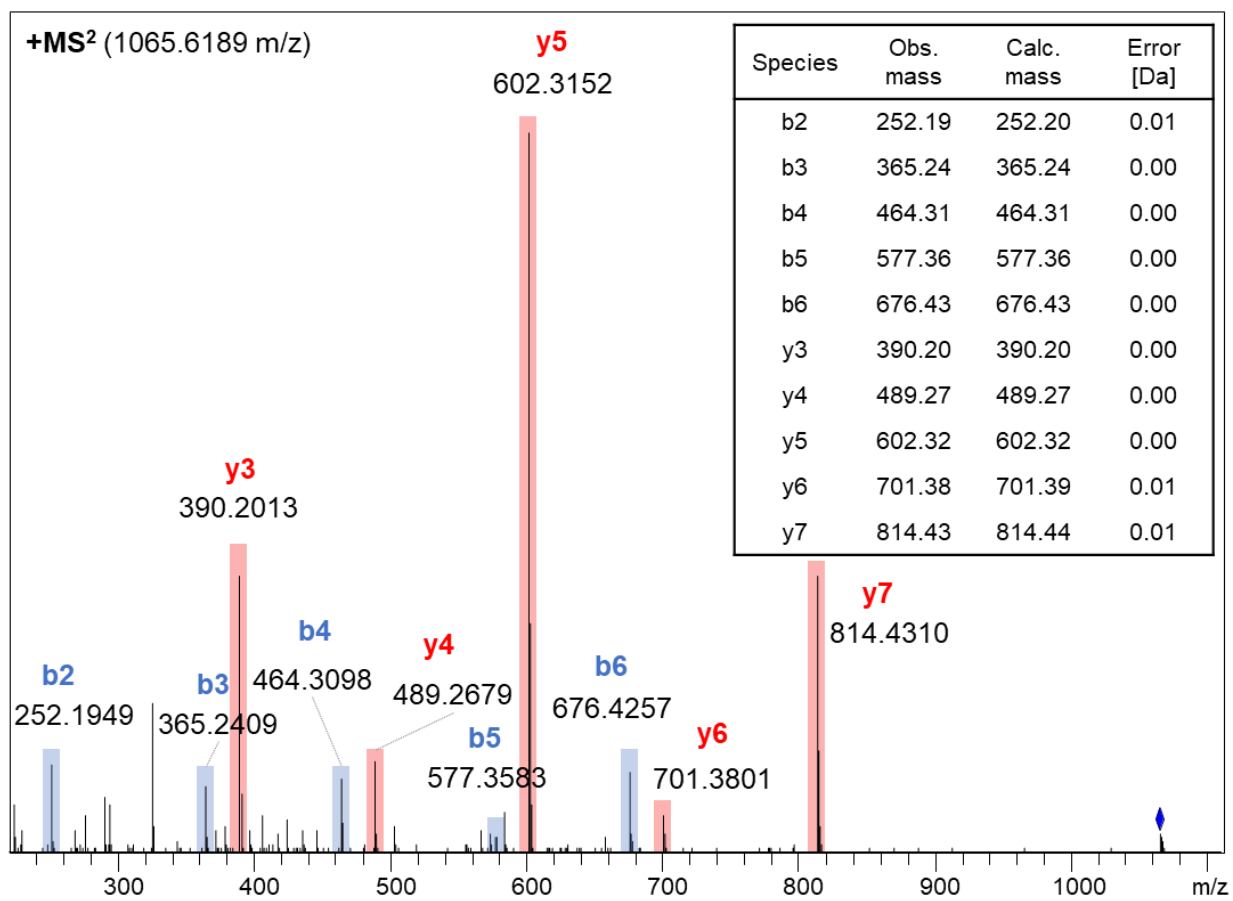 +MS² (1065.6189 m/z)
y5
602.3152
Species Obs. mass Calc. mass Error [Da]
b2 252.19 252.20 0.01
b3 365.24 365.24 0.00
b4 464.31 464.31 0.00
b5 577.36 577.36 0.00
b6 676.43 676.43 0.00
y3 390.20 390.20 0.00
y4 489.27 489.27 0.00
y5 602.32 602.32 0.00
y6 701.38 701.39 0.01
y7 814.43 814.44 0.01
y3
390.2013
y7
814.4310
b4
464.3098
y4
489.2679
b6
676.4257
b2
252.1949
b3
365.2409
b5
577.3583
y6
701.3801
300 400 500 600 700 800 900 1000 m/z